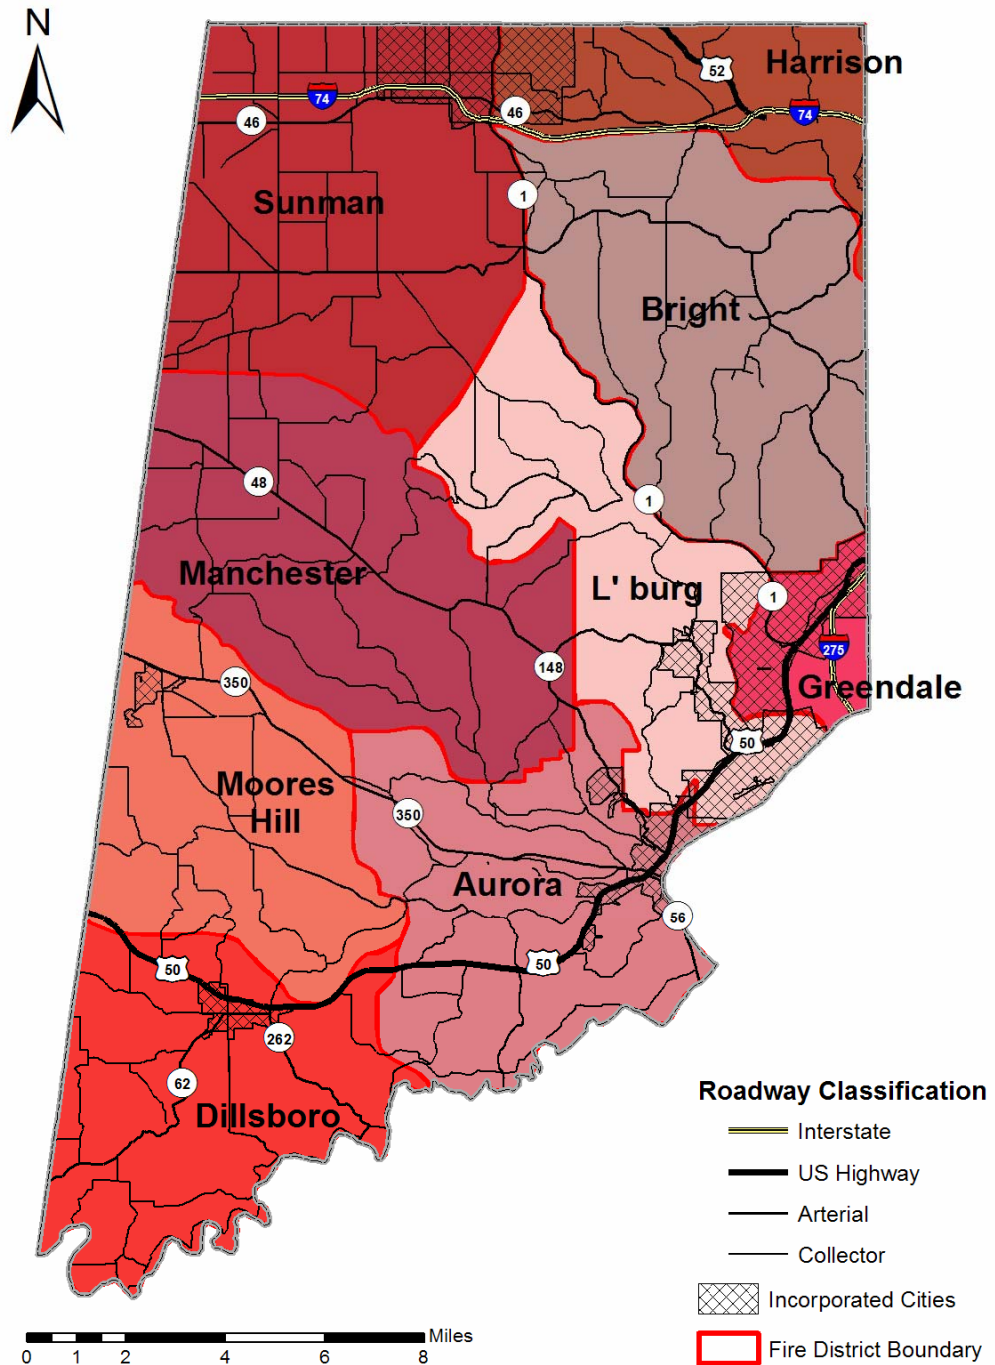 N
52
Harrison
74
74
46
46
1
Sunman
Bright
48
1
Manchester
L' burg
1
148
275
350
Greendale
50
Moores
Hill
350
Aurora
56
50
50
262
62
Dillsboro
Roadway Classification
Interstate
US Highway
Arterial
Collector
Incorporated Cities
Fire District Boundary
Miles
0 1 2 4 6 8